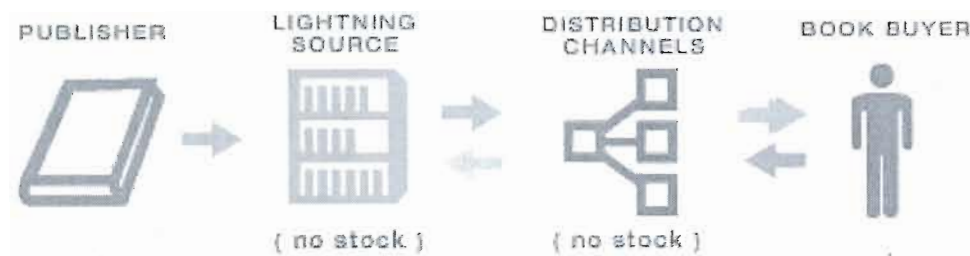 PUBLISHER
LIGHTNING
SOURCE
DISTRIBUTION
CHANNELS
BOOK BUYER
( no stock )
( no stock )